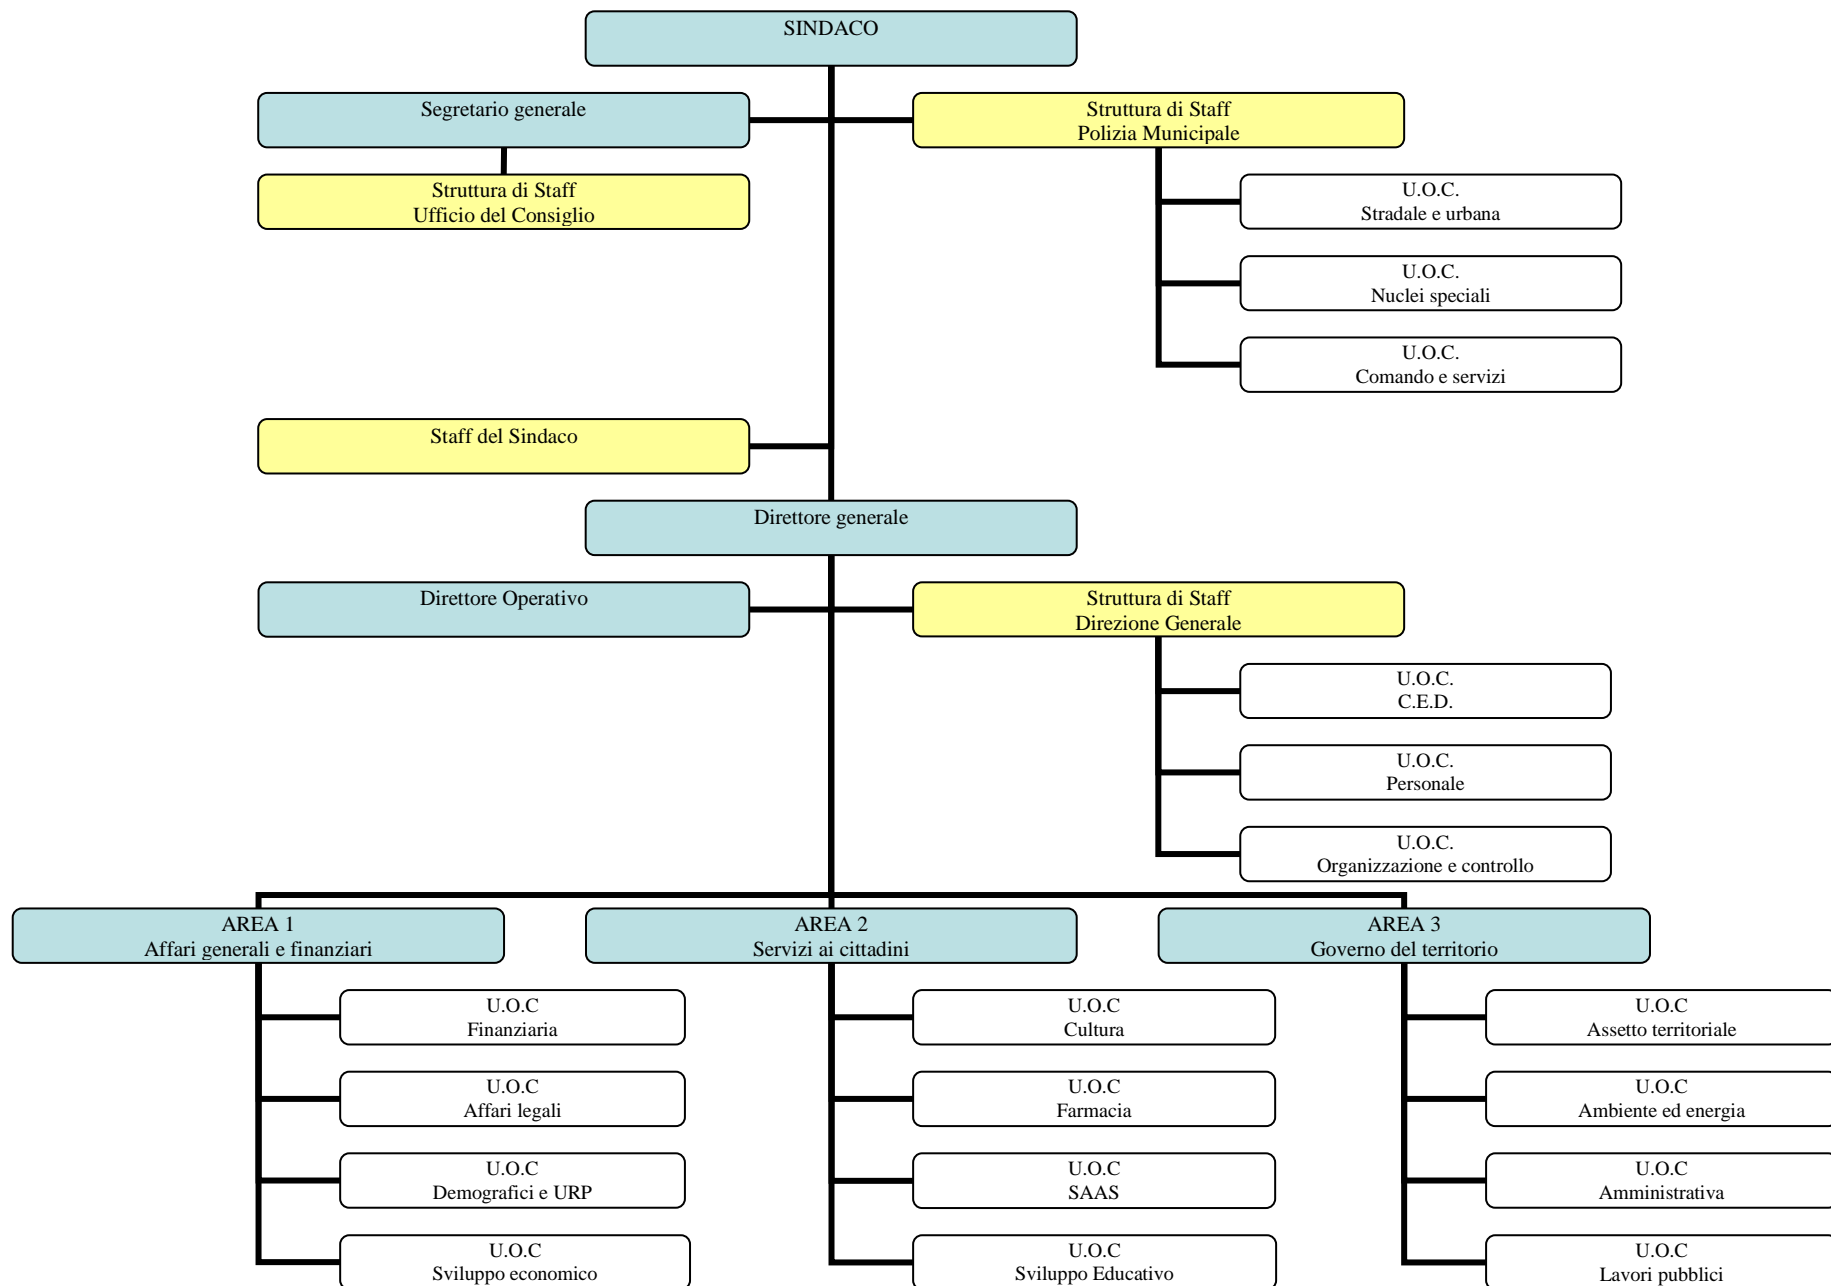 SINDACO
Segretario generale
Struttura di Staff
Polizia Municipale
Struttura di Staff
Ufficio del Consiglio
U.O.C.
Stradale e urbana
U.O.C.
Nuclei speciali
U.O.C.
Comando e servizi
Staff del Sindaco
Direttore generale
Direttore Operativo
Struttura di Staff
Direzione Generale
U.O.C.
C.E.D.
U.O.C.
Personale
U.O.C.
Organizzazione e controllo
AREA 1
Affari generali e finanziari
AREA 2
Servizi ai cittadini
AREA 3
Governo del territorio
U.O.C
Finanziaria
U.O.C
Affari legali
U.O.C
Demografici e URP
U.O.C
Sviluppo economico
U.O.C
Cultura
U.O.C
Farmacia
U.O.C
SAAS
U.O.C
Sviluppo Educativo
U.O.C
Assetto territoriale
U.O.C
Ambiente ed energia
U.O.C
Amministrativa
U.O.C
Lavori pubblici